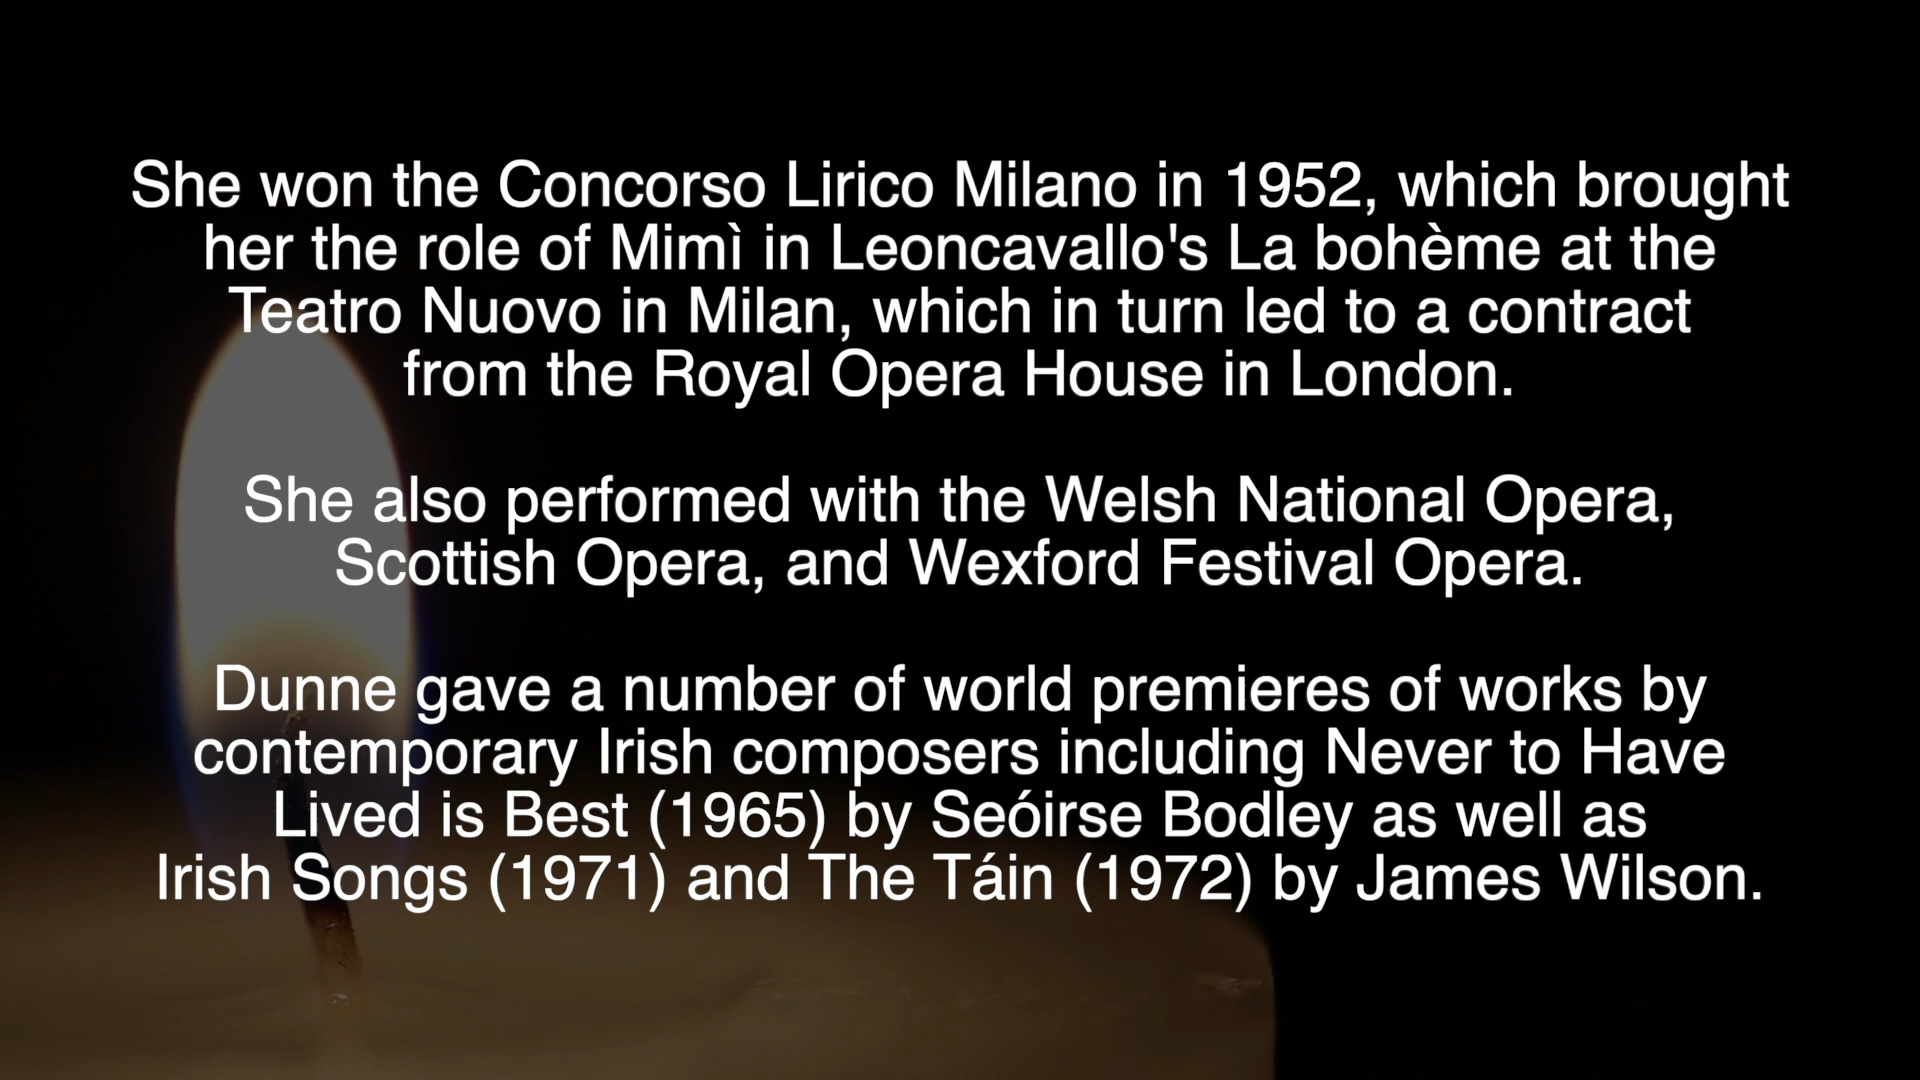 She won the Concorso Lirico Milano in 1952, which brought
her the role of Mimì in Leoncavallo's La bohème at the
Teatro Nuovo in Milan, which in turn led to a contract
from the Royal Opera House in London.
She also performed with the Welsh National Opera,
Scottish Opera, and Wexford Festival Opera.
Dunne gave a number of world premieres of works by
contemporary Irish composers including Never to Have
Lived is Best (1965) by Seóirse Bodley as well as
Irish Songs (1971) and The Táin (1972) by James Wilson.